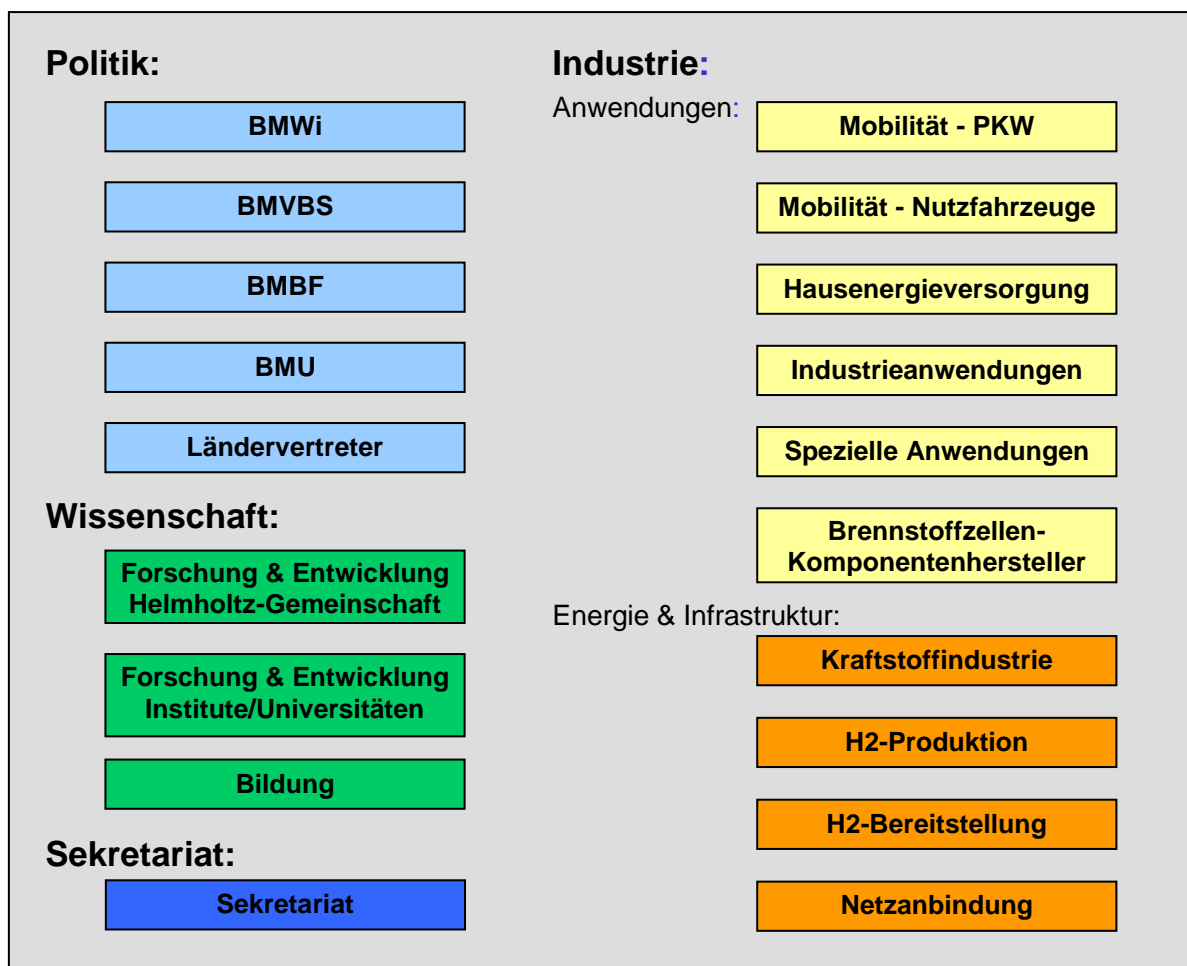 Politik:
BMWi
BMVBS
BMBF
BMU
Ländervertreter
Wissenschaft:
Forschung & Entwicklung
Helmholtz-Gemeinschaft
Forschung & Entwicklung
Institute/Universitäten
Bildung
Sekretariat:
Sekretariat
Industrie:
Anwendungen:
Mobilität - PKW
Mobilität - Nutzfahrzeuge
Hausenergieversorgung
Industrieanwendungen
Spezielle Anwendungen
Brennstoffzellen-
Komponentenhersteller
Energie & Infrastruktur:
Kraftstoffindustrie
H2-Produktion
H2-Bereitstellung
Netzanbindung